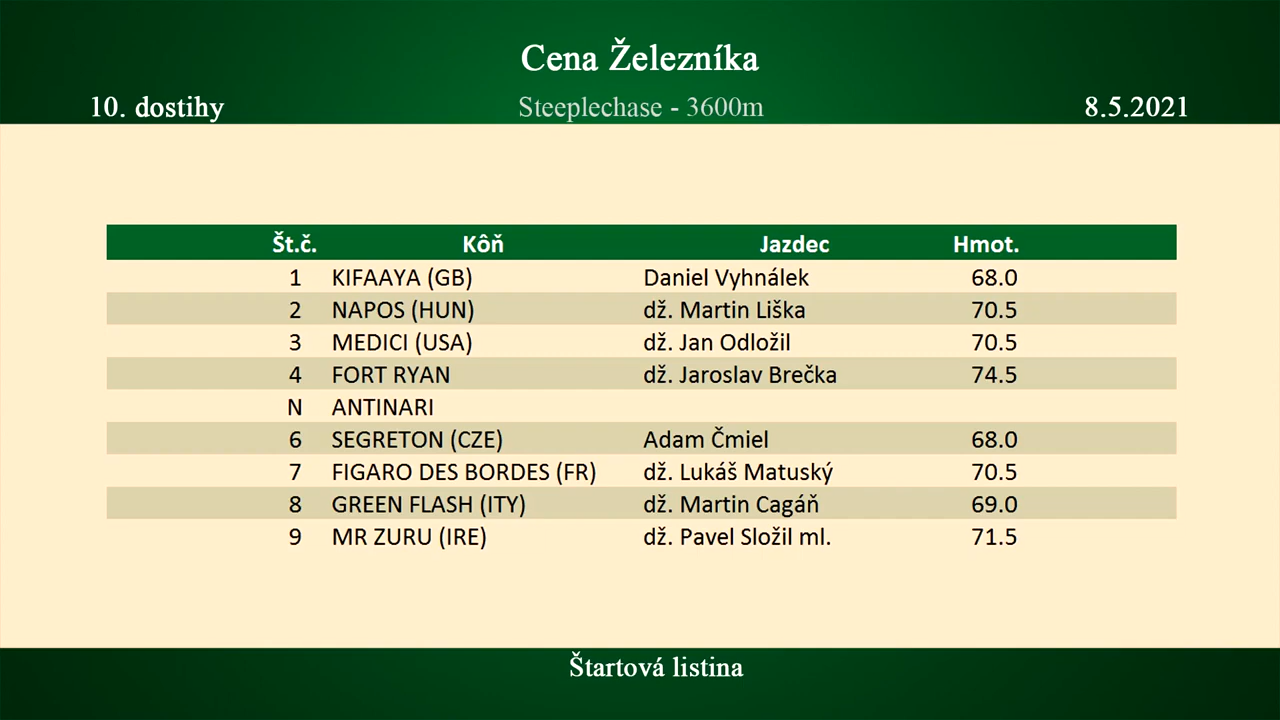 Cena Železníka
10. dostihy Steeplechase - 3600m 8.5.2021
Št.č. Kôň Jazdec Hmot.
1 KIFAAYA (GB) Daniel Vyhnálek 68.0
2 NAPOS (HUN) dž. Martin Liška 70.5
3 MEDICI (USA) dž. Jan Odložil 70.5
4 FORT RYAN dž. Jaroslav Brečka 74.5
N ANTINARI
6 SEGRETON (CZE) Adam Čmiel 68.0
7 FIGARO DES BORDES (FR) dž. Lukáš Matuský 70.5
8 GREEN FLASH (ITY) dž. Martin Cagáň 69.0
9 MR ZURU (IRE) dž. Pavel Složil ml. 71.5
Štartová listina